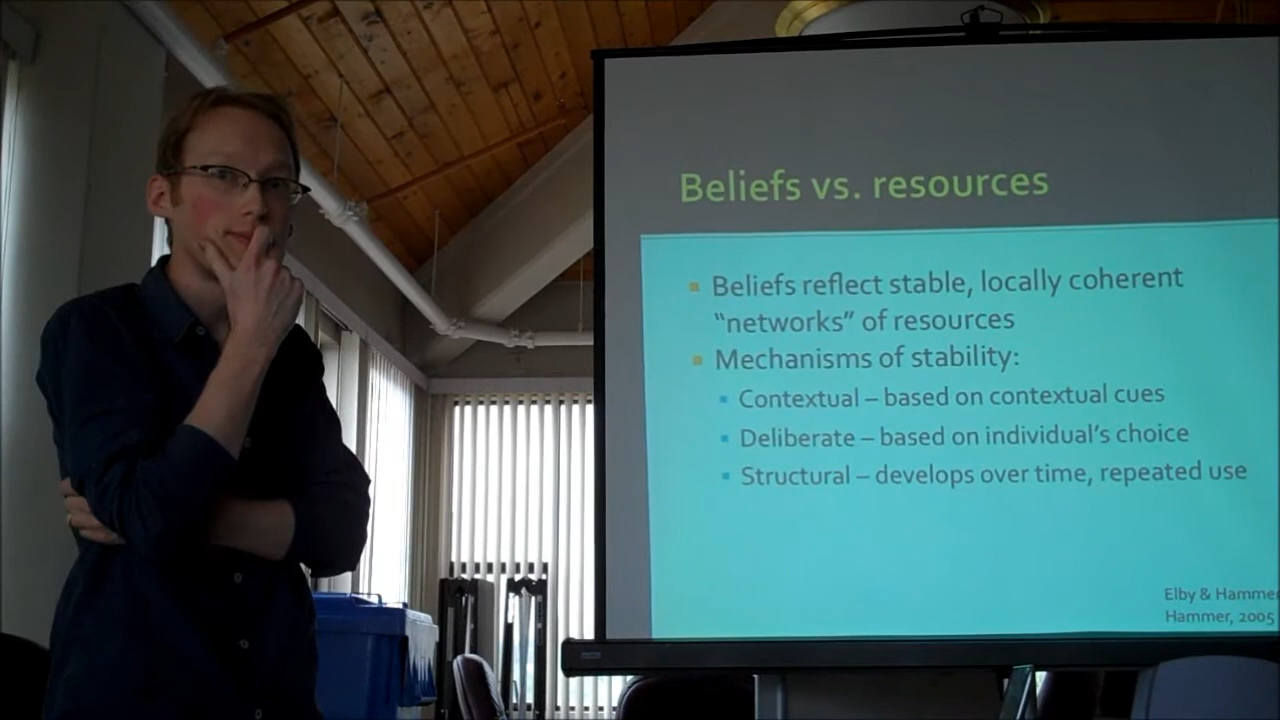 Beliefs vs. resources
Beliefs reflect stable, locally coherent
“networks” of resources
Mechanisms of stability:
Contextual – based on contextual cues
Deliberate – based on individual's choice
Structural – develops over time, repeated use
Elby & Hammer
Hammer, 2005